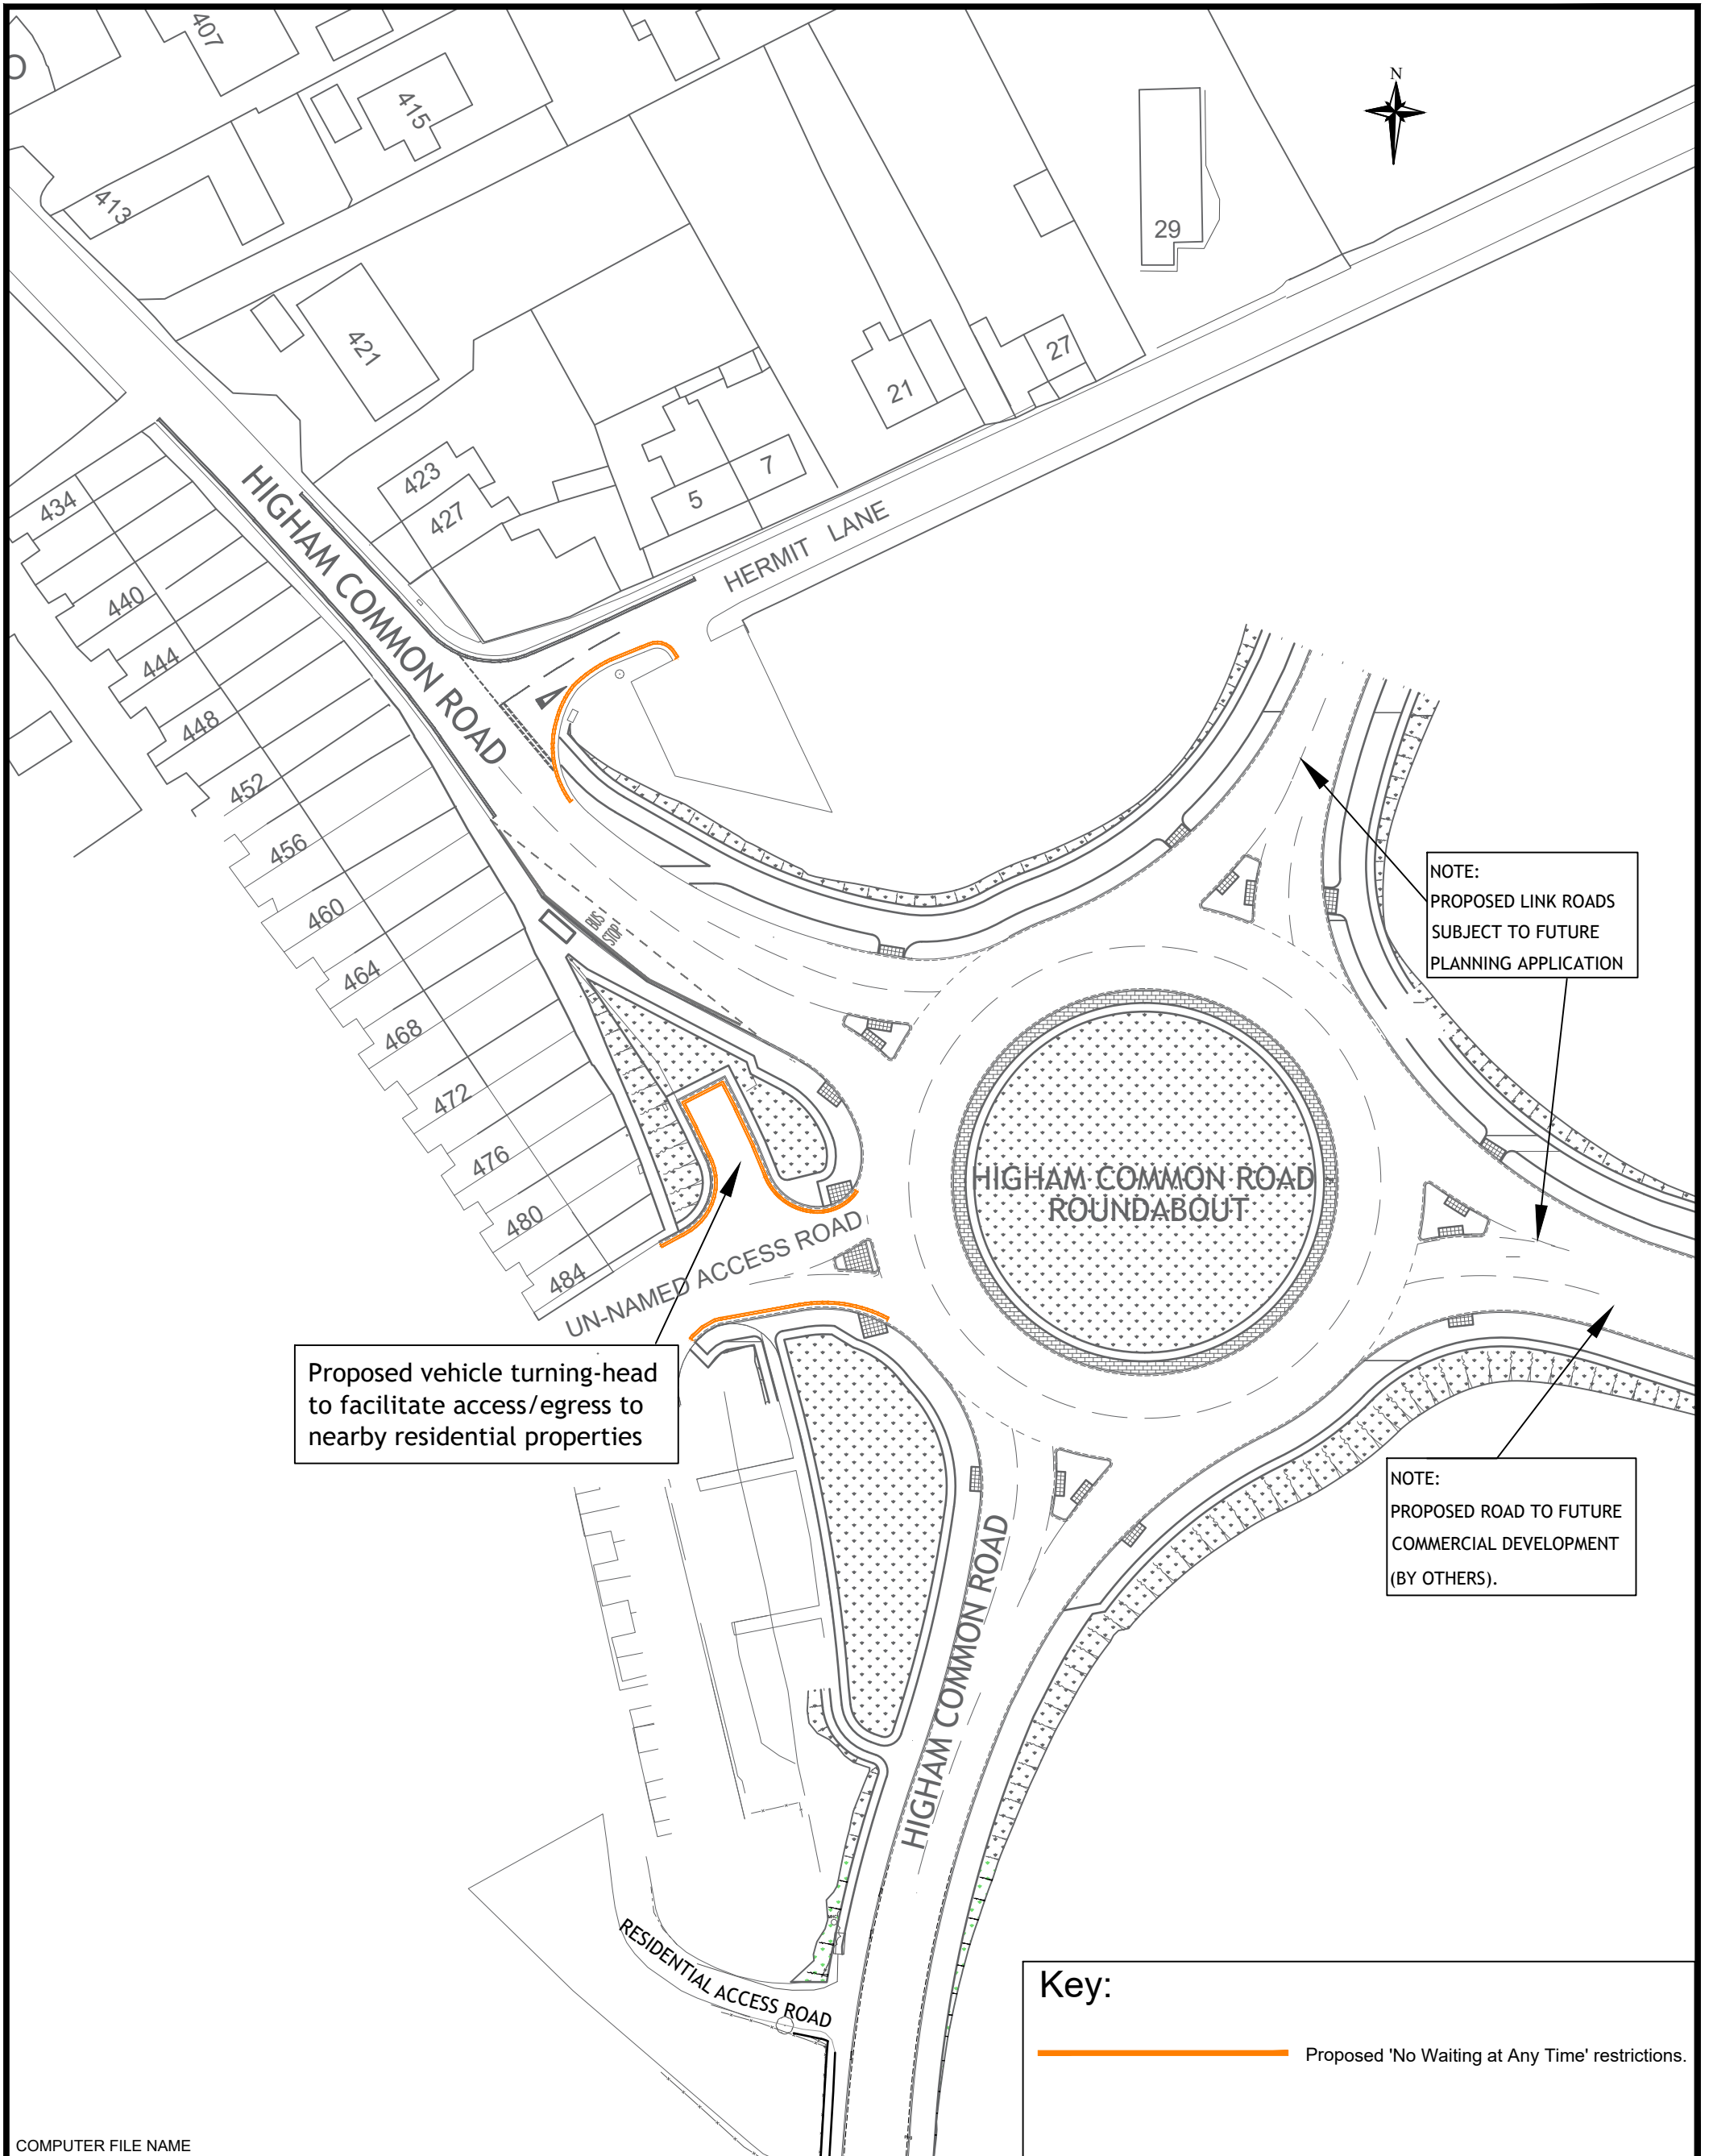 407
415
413
N
29
421
27
21
423
427
7
5
HIGHAM COMMON ROAD
HERMIT LANE
434
440
444
448
452
456
460
464
468
472
476
480
484
BUS
STOP
NOTE:
PROPOSED LINK ROADS
SUBJECT TO FUTURE
PLANNING APPLICATION
HIGHAM COMMON ROAD
ROUNDABOUT
UN-NAMED ACCESS ROAD
Proposed vehicle turning-head
to facilitate access/egress to
nearby residential properties
NOTE:
PROPOSED ROAD TO FUTURE
COMMERCIAL DEVELOPMENT
(BY OTHERS).
HIGHAM COMMON ROAD
RESIDENTIAL ACCESS ROAD
Key:
Proposed 'No Waiting at Any Time' restrictions.
COMPUTER FILE NAME